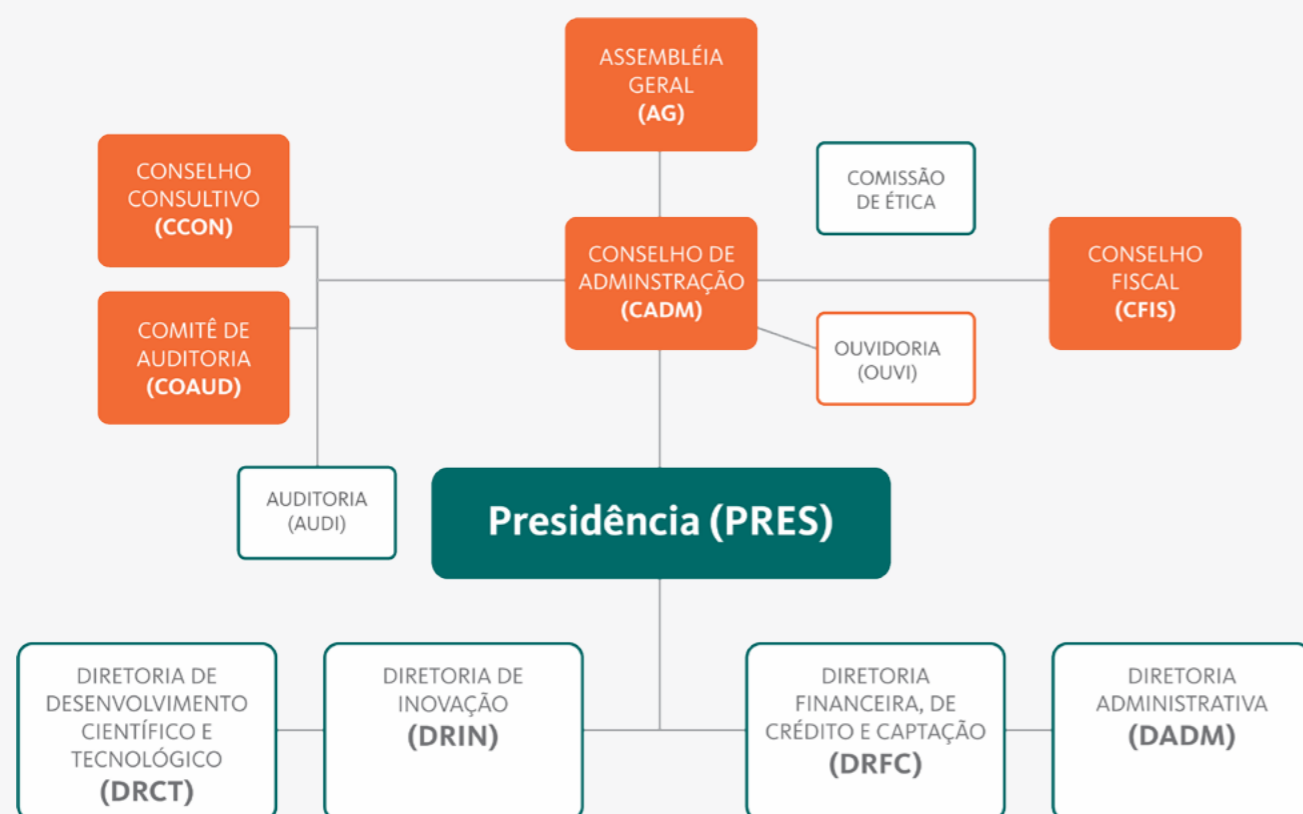 ASSEMBLÉIA
GERAL
(AG)
CONSELHO
CONSULTIVO
(CCON)
COMISSÃO
DE ÉTICA
CONSELHO DE
ADMINSTRAÇÃO
(CADM)
CONSELHO
FISCAL
(CFIS)
COMITÊ DE
AUDITORIA
(COAUD)
OUVIDORIA
(OUVI)
AUDITORIA
(AUDI)
Presidência (PRES)
DIRETORIA DE
DESENVOLVIMENTO
CIENTÍFICO E
TECNOLÓGICO
(DRCT)
DIRETORIA DE
INOVAÇÃO
(DRIN)
DIRETORIA
FINANCEIRA, DE
CRÉDITO E CAPTAÇÃO
(DRFC)
DIRETORIA
ADMINISTRATIVA
(DADM)